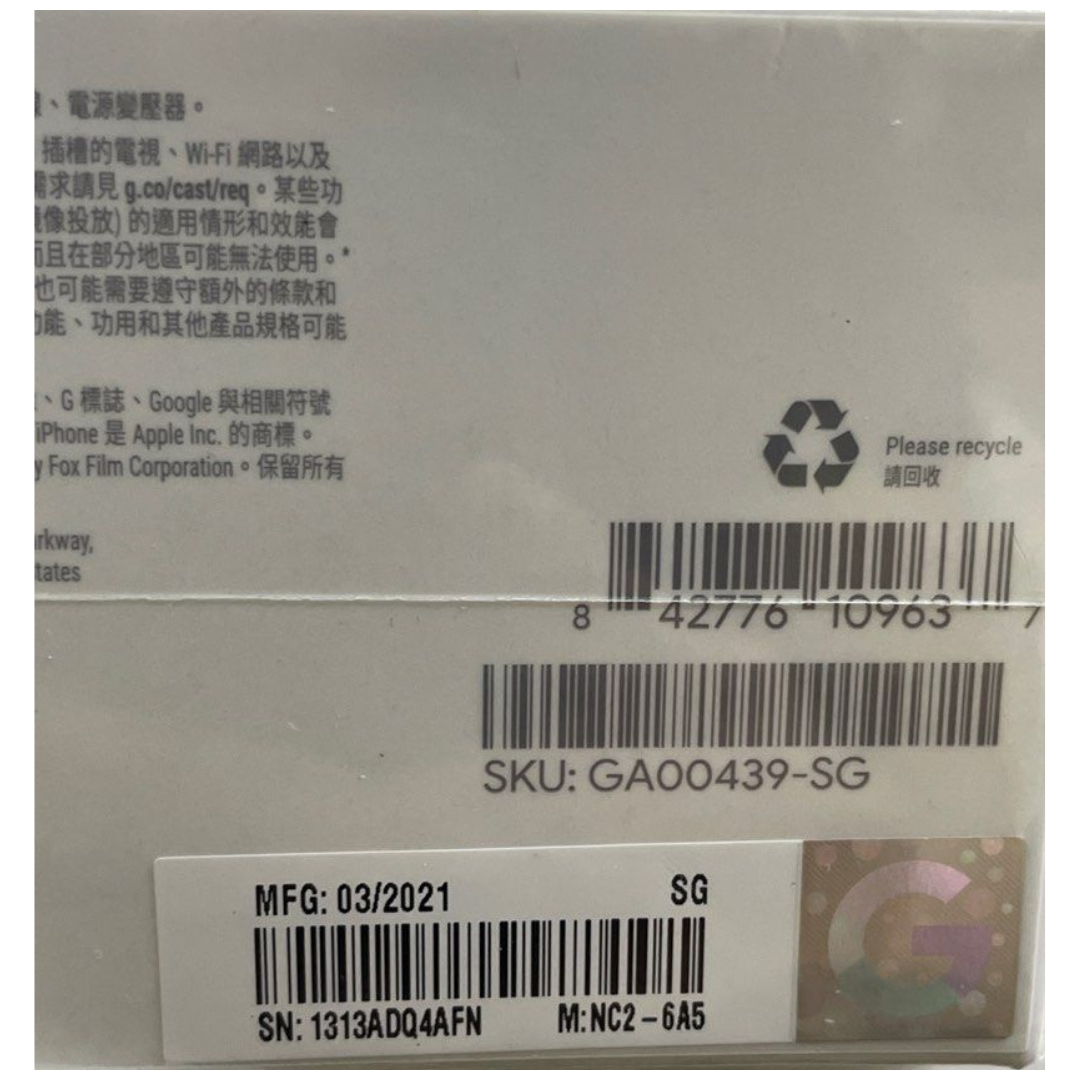 、電源變壓器。
插槽的電視、Wi-Fi 網路以及
需求請見 g.co/cast/req。某些功
鏡像投放) 的適用情形和效能會
而且在部分地區可能無法使用。*
也可能需要遵守額外的條款和
功能、功用和其他產品規格可能
、G 標誌、Google 與相關符號
iPhone 是 Apple Inc. 的商標。
y Fox Film Corporation。保留所有
rkway,
tates
Please recycle
請回收
8 42776 10963 7
SKU: GA00439-SG
MFG: 03/2021 SG
SN: 1313ADQ4AFN M:NC2-6A5
G